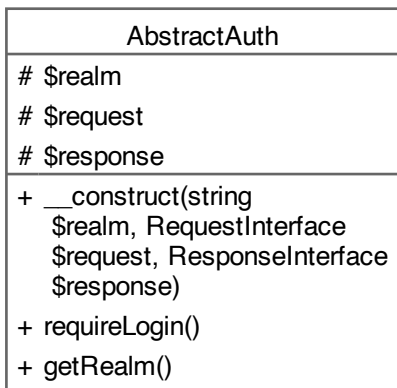 AbstractAuth
# $realm
# $request
# $response
+ __construct(string
$realm, RequestInterface
$request, ResponseInterface
$response)
+ requireLogin()
+ getRealm()